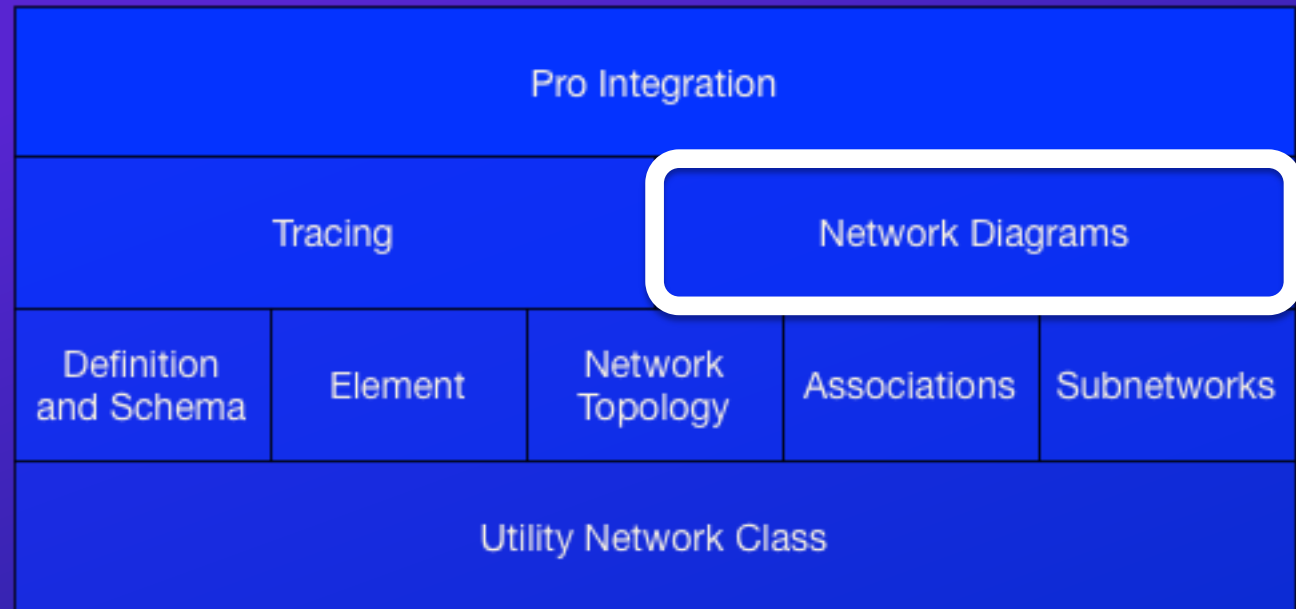 Pro Integration
Tracing
Network Diagrams
Definition
and Schema
Element
Network
Topology
Associations
Subnetworks
Utility Network Class